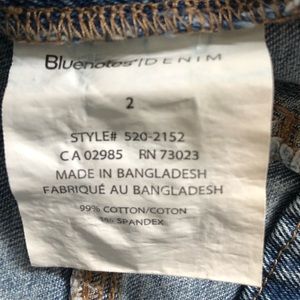 Bluenotes/DENIM
2
STYLE# 520-2152
CA 02985 RN 73023
MADE IN BANGLADESH
FABRIQUÉ AU BANGLADESH
99% COTTON/COTON
1% SPANDEX